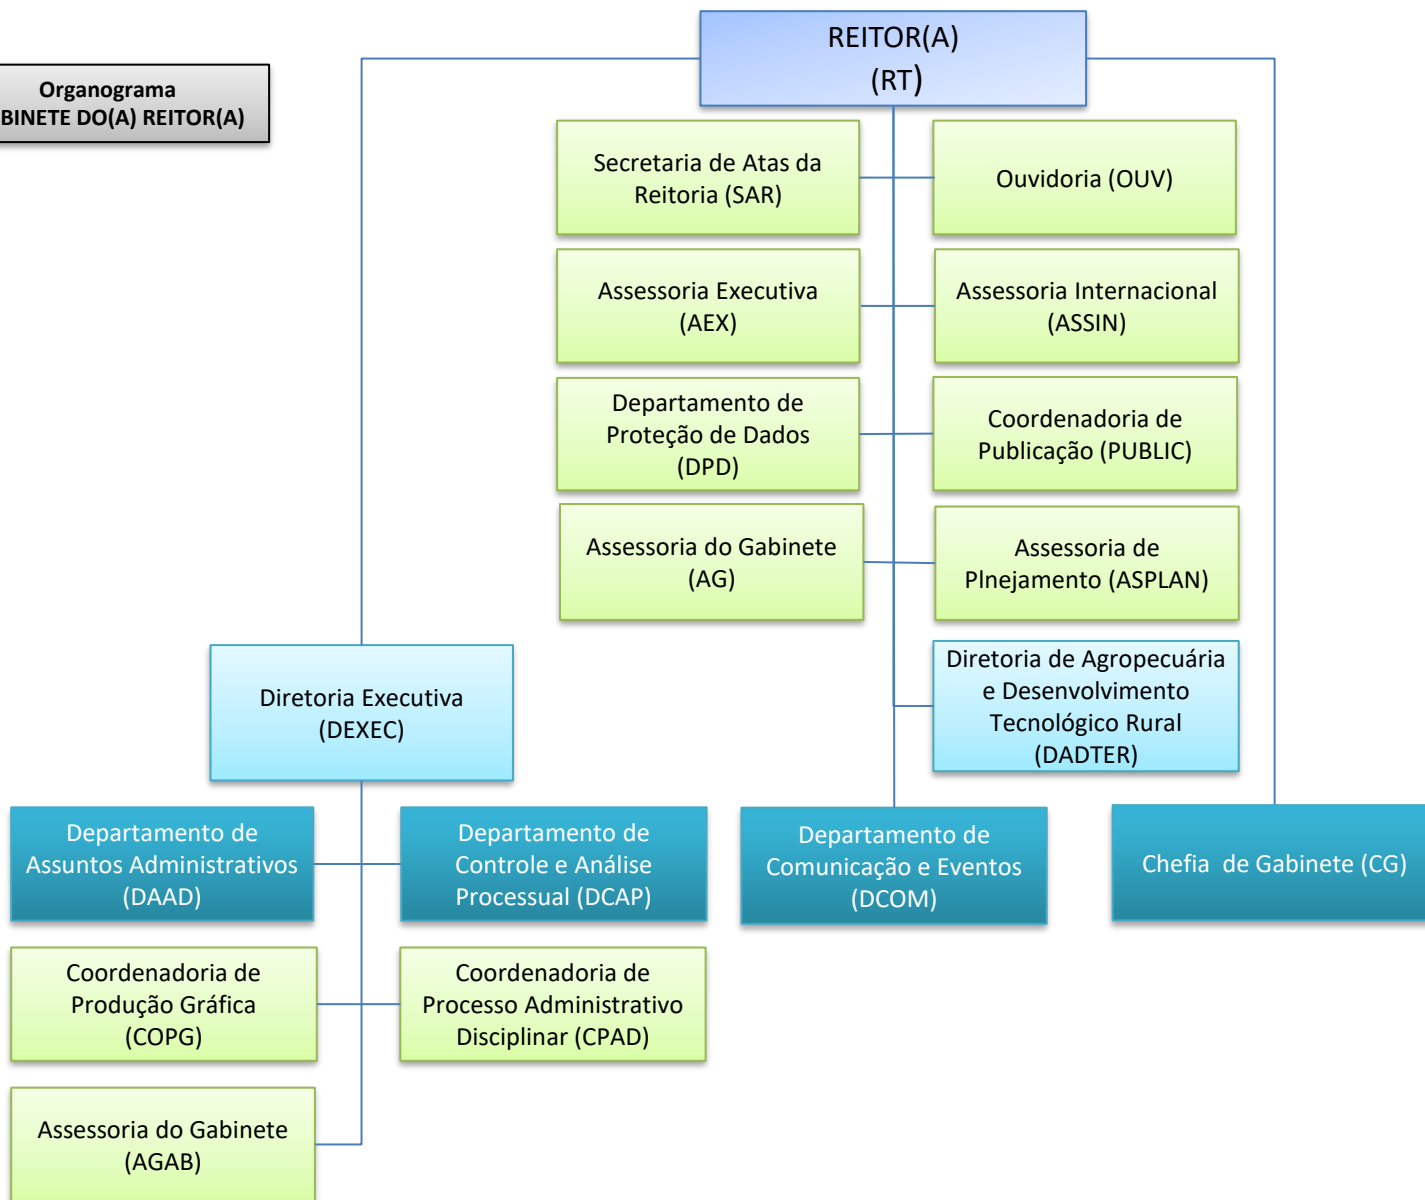 REITOR(A)
(RT)
Organograma
BINETE DO(A) REITOR(A)
Secretaria de Atas da
Reitoria (SAR)
Ouvidoria (OUV)
Assessoria Executiva
(AEX)
Assessoria Internacional
(ASSIN)
Departamento de
Proteção de Dados
(DPD)
Coordenadoria de
Publicação (PUBLIC)
Assessoria do Gabinete
(AG)
Assessoria de
Plnejamento (ASPLAN)
Diretoria Executiva
(DEXEC)
Diretoria de Agropecuária
e Desenvolvimento
Tecnológico Rural
(DADTER)
Departamento de
Assuntos Administrativos
(DAAD)
Departamento de
Controle e Análise
Processual (DCAP)
Departamento de
Comunicação e Eventos
(DCOM)
Chefia de Gabinete (CG)
Coordenadoria de
Produção Gráfica
(COPG)
Coordenadoria de
Processo Administrativo
Disciplinar (CPAD)
Assessoria do Gabinete
(AGAB)